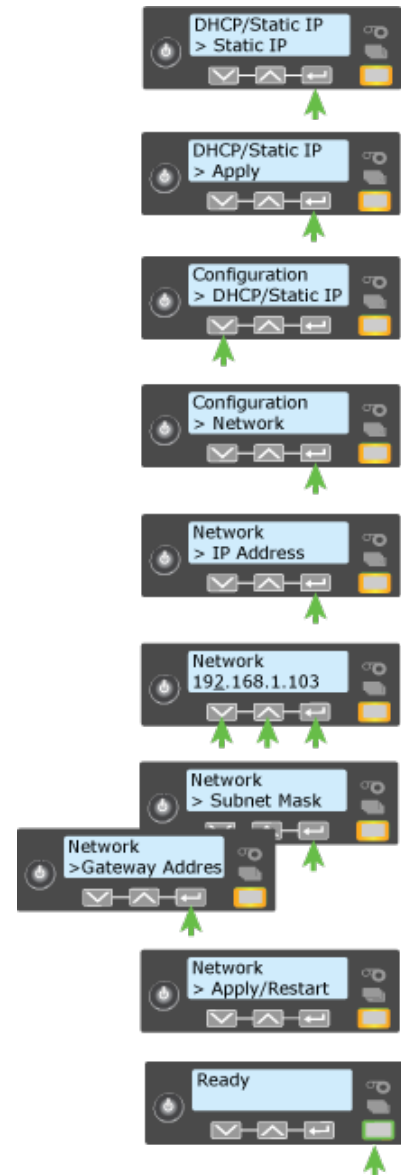 DHCP/Static IP
> Static IP
DHCP/Static IP
> Apply
Configuration
> DHCP/Static IP
Configuration
> Network
Network
> IP Address
Network
192.168.1.103
Network
> Subnet Mask
Network
>Gateway Addres
Network
> Apply/Restart
Ready